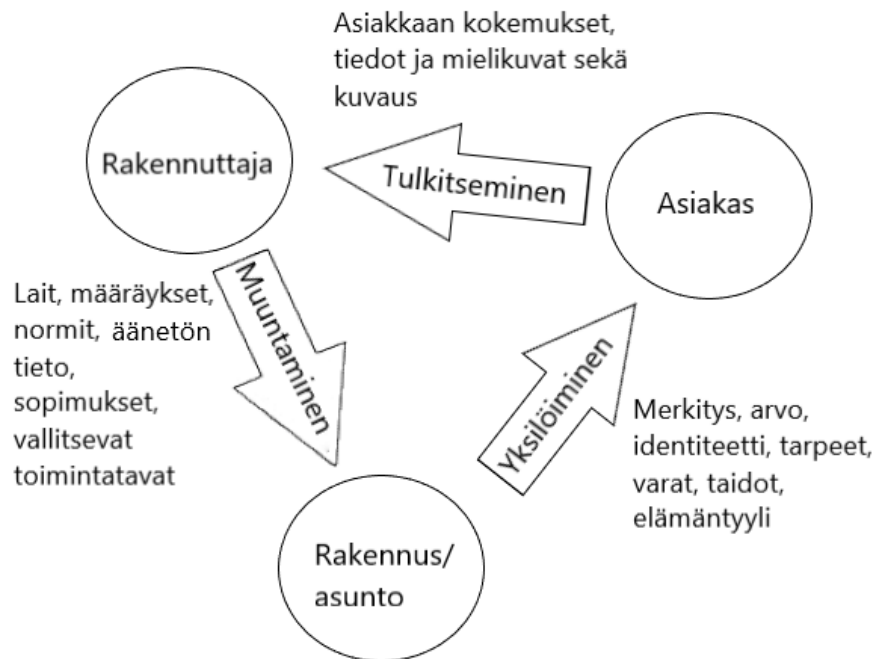 Asiakkaan kokemukset,
tiedot ja mielikuvat sekä
kuvaus
Rakennuttaja
Tulkitseminen
Asiakas
Muuntaminen
Lait, määräykset,
normit, äänetön
tieto,
sopimukset,
vallitsevat
toimintatavat
Yksilöiminen
Merkitys, arvo,
identiteetti, tarpeet,
varat, taidot,
elämäntyyli
Rakennus/
asunto